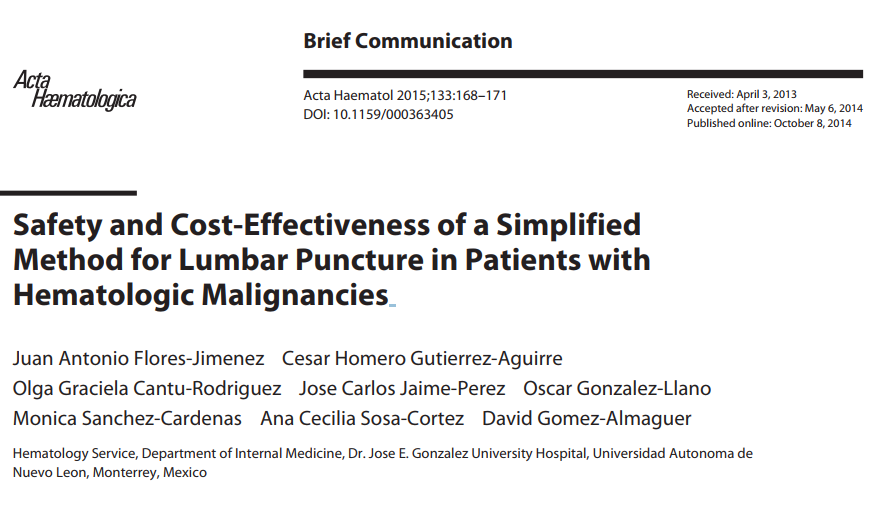 Brief Communication
Acta
Hæmatologica
Acta Haematol 2015;133:168–171
DOI: 10.1159/000363405
Received: April 3, 2013
Accepted after revision: May 6, 2014
Published online: October 8, 2014
Safety and Cost-Effectiveness of a Simplified
Method for Lumbar Puncture in Patients with
Hematologic Malignancies
Juan Antonio Flores-Jimenez Cesar Homero Gutierrez-Aguirre
Olga Graciela Cantu-Rodriguez Jose Carlos Jaime-Perez Oscar Gonzalez-Llano
Monica Sanchez-Cardenas Ana Cecilia Sosa-Cortez David Gomez-Almaguer
Hematology Service, Department of Internal Medicine, Dr. Jose E. Gonzalez University Hospital, Universidad Autonoma de
Nuevo Leon, Monterrey, Mexico